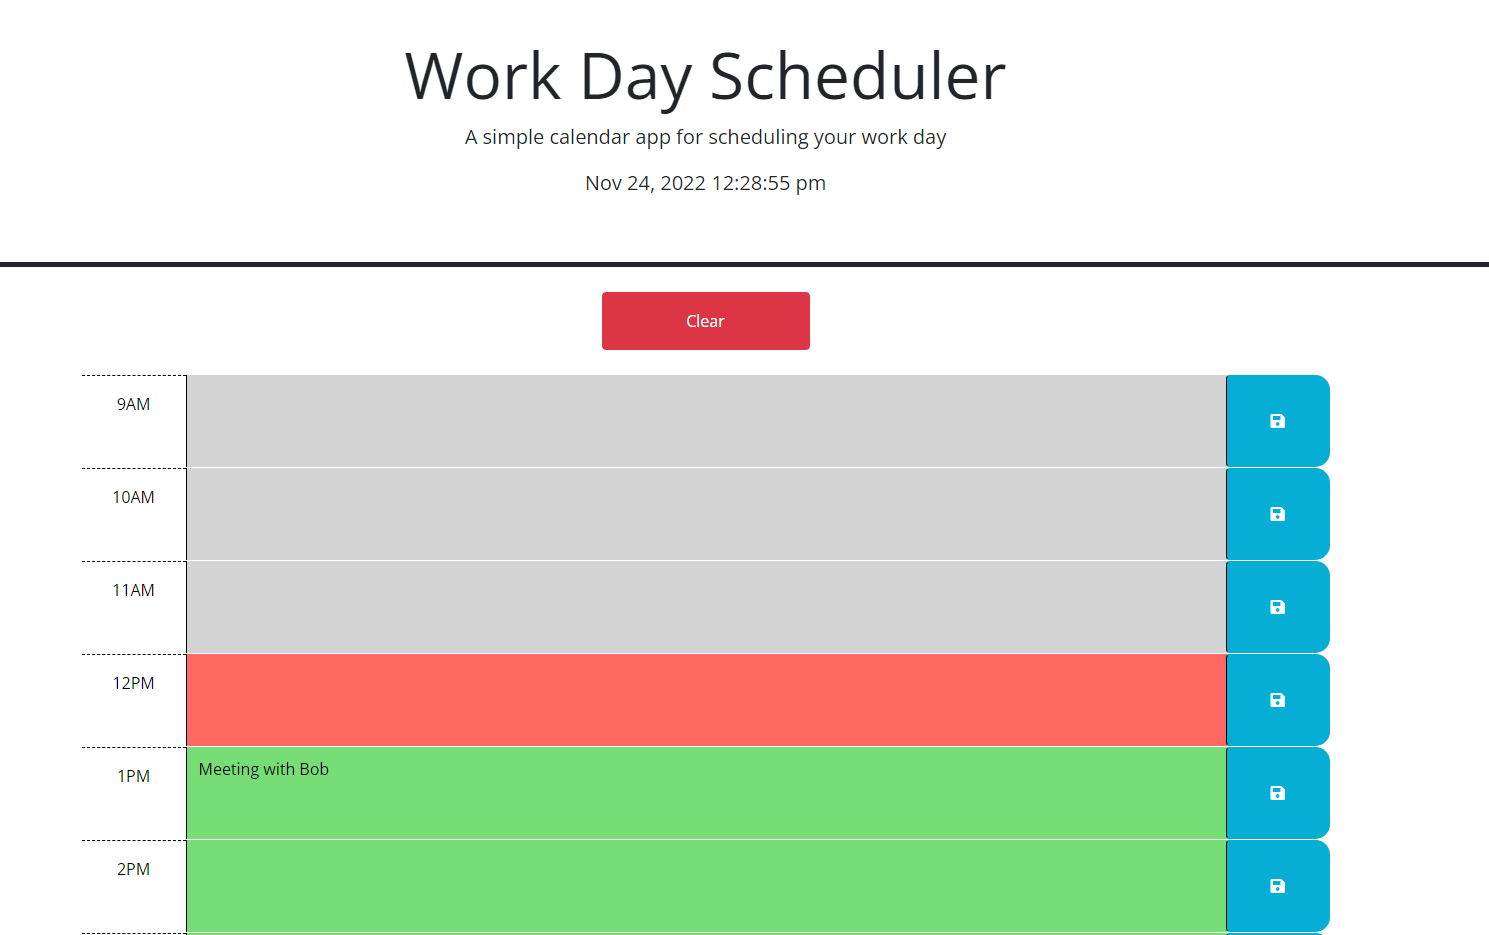 Work Day Scheduler
A simple calendar app for scheduling your work day
Nov 24, 2022 12:28:55 pm
Clear
9AM
10AM
11AM
12PM
1PM
Meeting with Bob
2PM